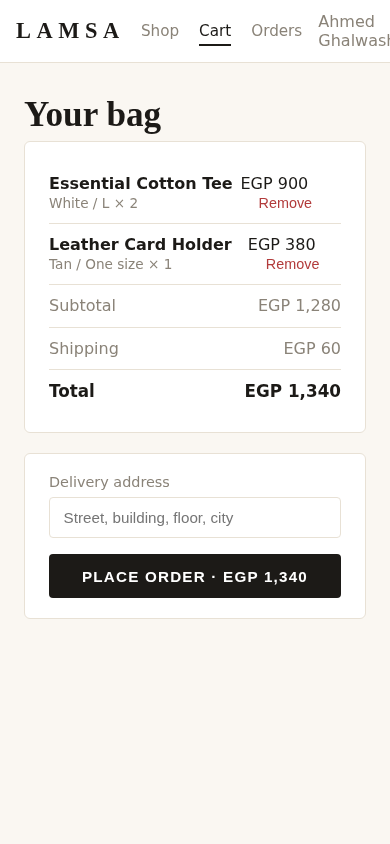 LAMSA Shop Cart Orders Ahmed
Ghalwash
Your bag
Essential Cotton Tee EGP 900
White / L × 2 Remove
Leather Card Holder EGP 380
Tan / One size × 1 Remove
Subtotal EGP 1,280
Shipping EGP 60
Total EGP 1,340
Delivery address
Street, building, floor, city
PLACE ORDER · EGP 1,340